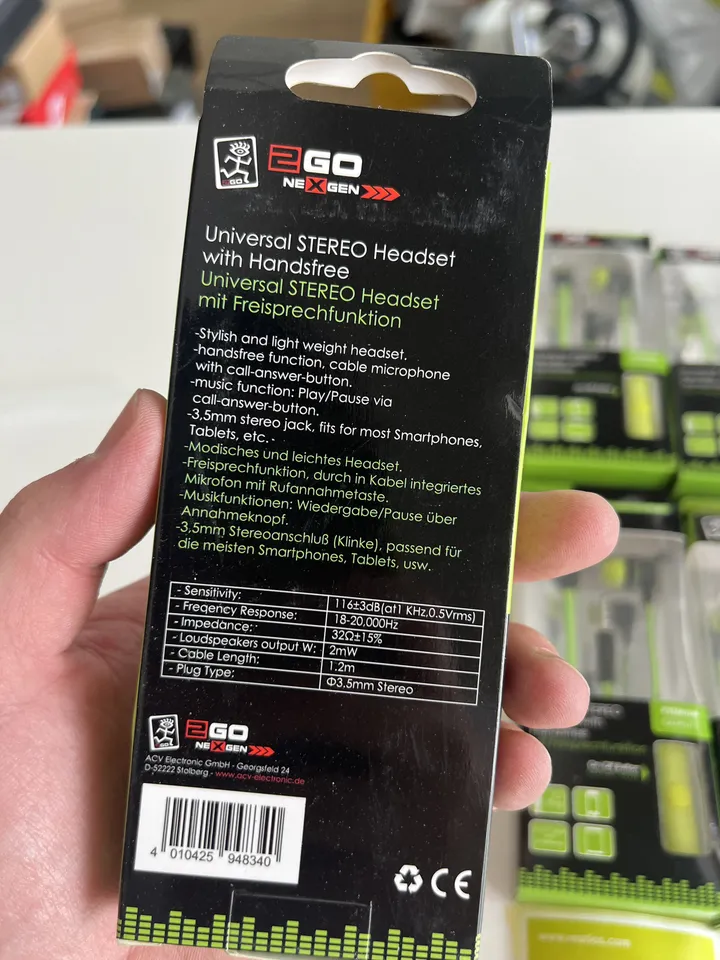 2GO
2GO
NEXGEN
Universal STEREO Headset
with Handsfree
Universal STEREO Headset
mit Freisprechfunktion
-Stylish and light weight headset.
-handsfree function, cable microphone
with call-answer-button.
-music function: Play/Pause via
call-answer-button.
-3,5mm stereo jack, fits for most Smartphones,
Tablets, etc.
-Modisches und leichtes Headset.
-Freisprechfunktion, durch in Kabel integriertes
Mikrofon mit Rufannahmetaste.
-Musikfunktionen: Wiedergabe/Pause über
Annahmeknopf.
-3,5mm Stereoanschluß (Klinke), passend für
die meisten Smartphones, Tablets, usw.
- Sensitivity: 116±3dB(at1 KHz,0.5Vrms)
- Freqency Response: 18-20,000Hz
- Impedance: 32Ω±15%
- Loudspeakers output W: 2mW
- Cable Length: 1.2m
- Plug Type: Φ3.5mm Stereo
2GO
2GO
NEXGEN
ACV Electronic GmbH - Georgsfeld 24
D-52222 Stolberg - www.acv-electronic.de
4 010425 948340
CE